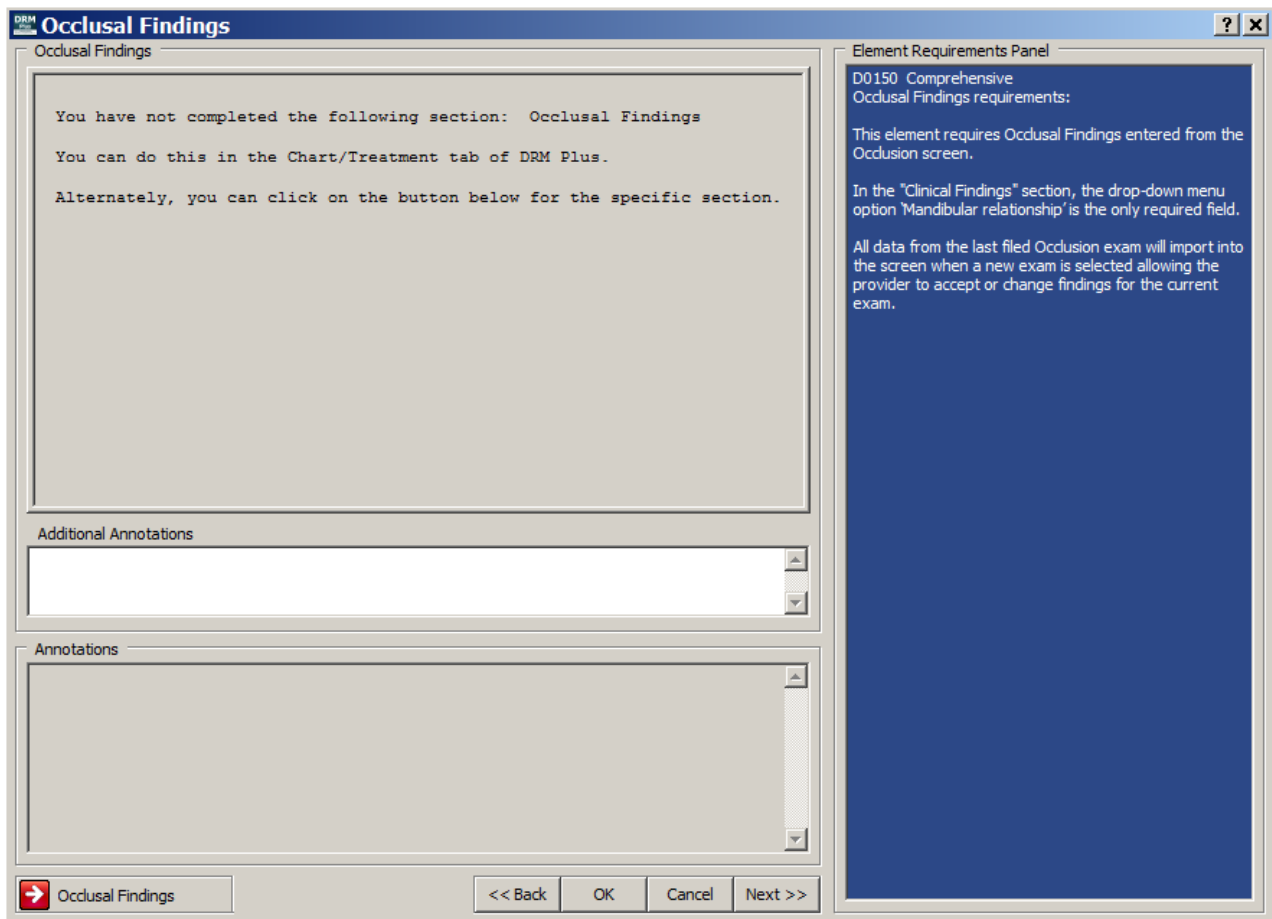 DRM Plus
Occlusal Findings
? X
Occlusal Findings
You have not completed the following section: Occlusal Findings
You can do this in the Chart/Treatment tab of DRM Plus.
Alternately, you can click on the button below for the specific section.
Additional Annotations
Annotations
Occlusal Findings
<< Back
OK
Cancel
Next >>
Element Requirements Panel
D0150 Comprehensive
Occlusal Findings requirements:
This element requires Occlusal Findings entered from the
Occlusion screen.
In the "Clinical Findings" section, the drop-down menu
option ‘Mandibular relationship’ is the only required field.
All data from the last filed Occlusion exam will import into
the screen when a new exam is selected allowing the
provider to accept or change findings for the current
exam.